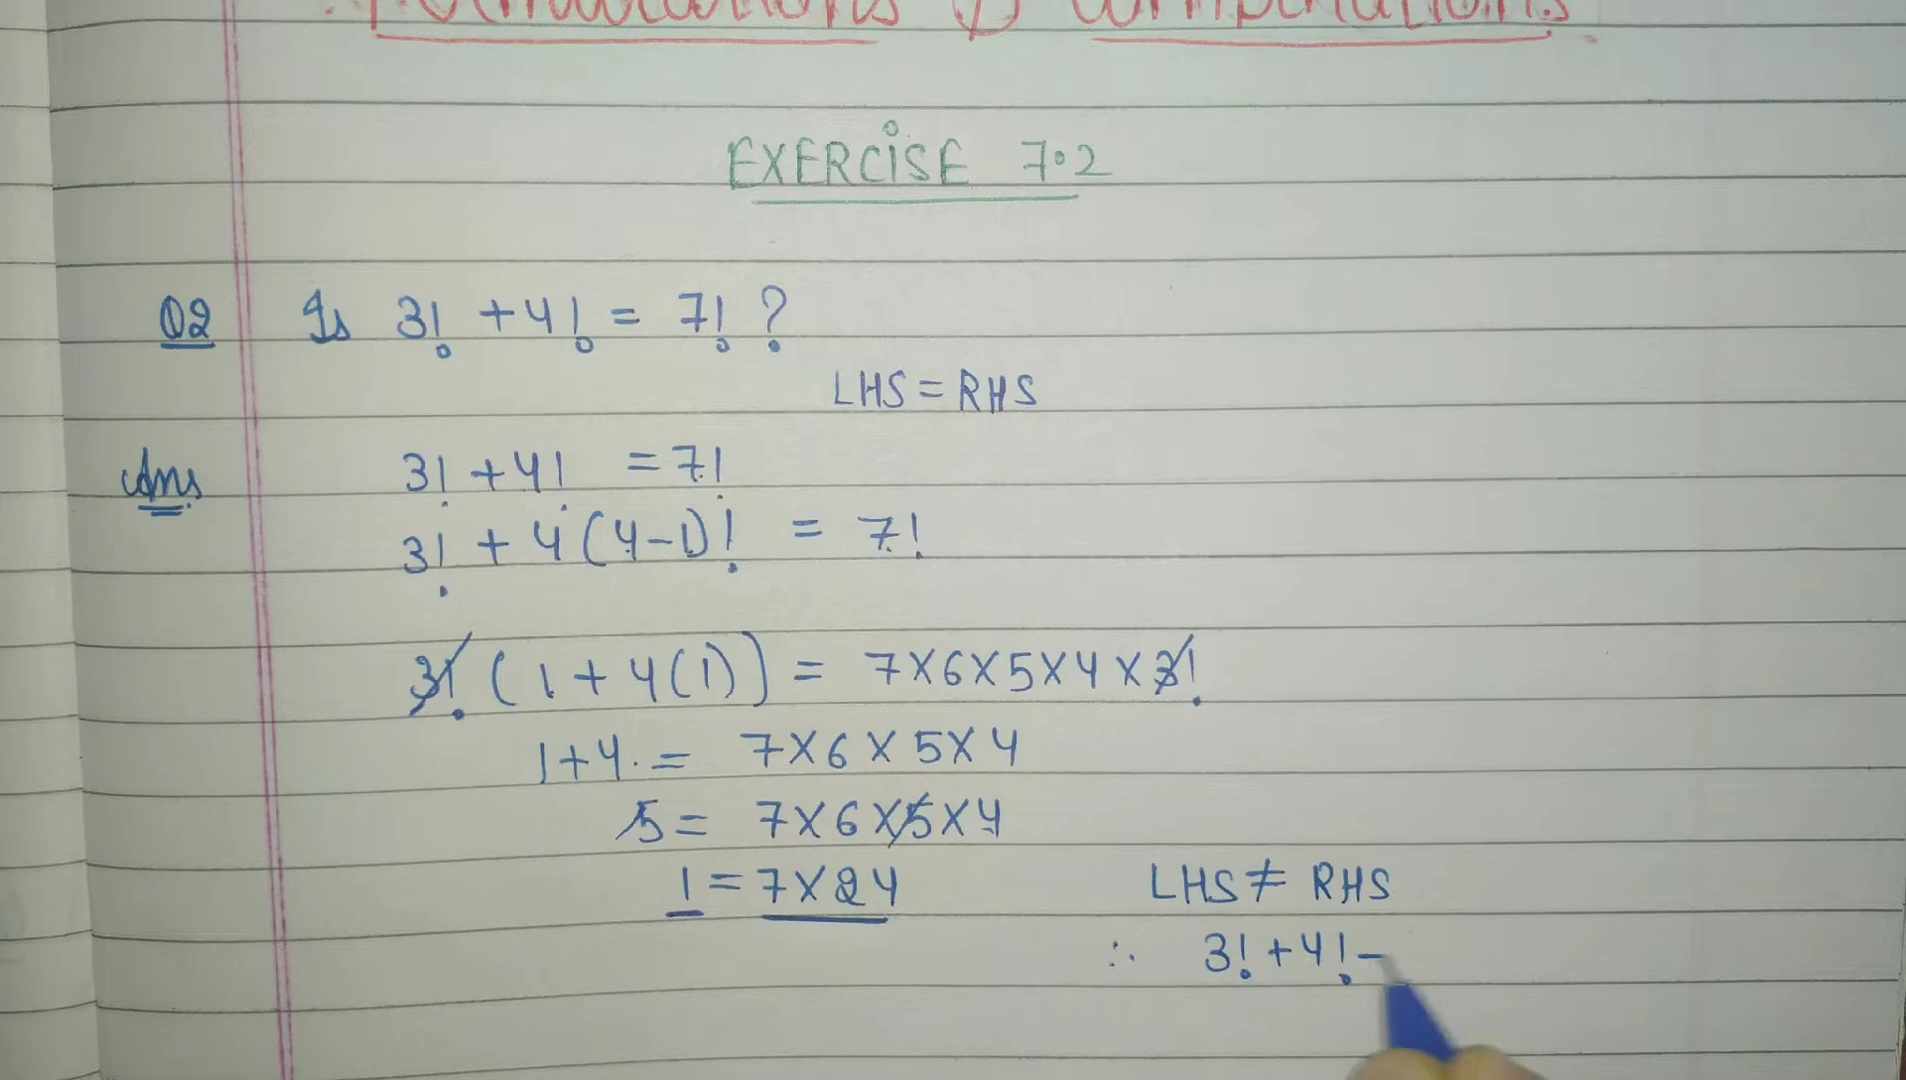 Permutations & Combinations
EXERCISE 7.2
Q2 Is 3! + 4! = 7! ?
LHS = RHS
Ans 3! + 4! = 7!
3! + 4(4-1)! = 7!
3! (1 + 4(1)) = 7×6×5×4×3!
1+4. = 7×6×5×4
5 = 7×6×5×4
1 = 7×24
LHS ≠ RHS
∴ 3! + 4! -